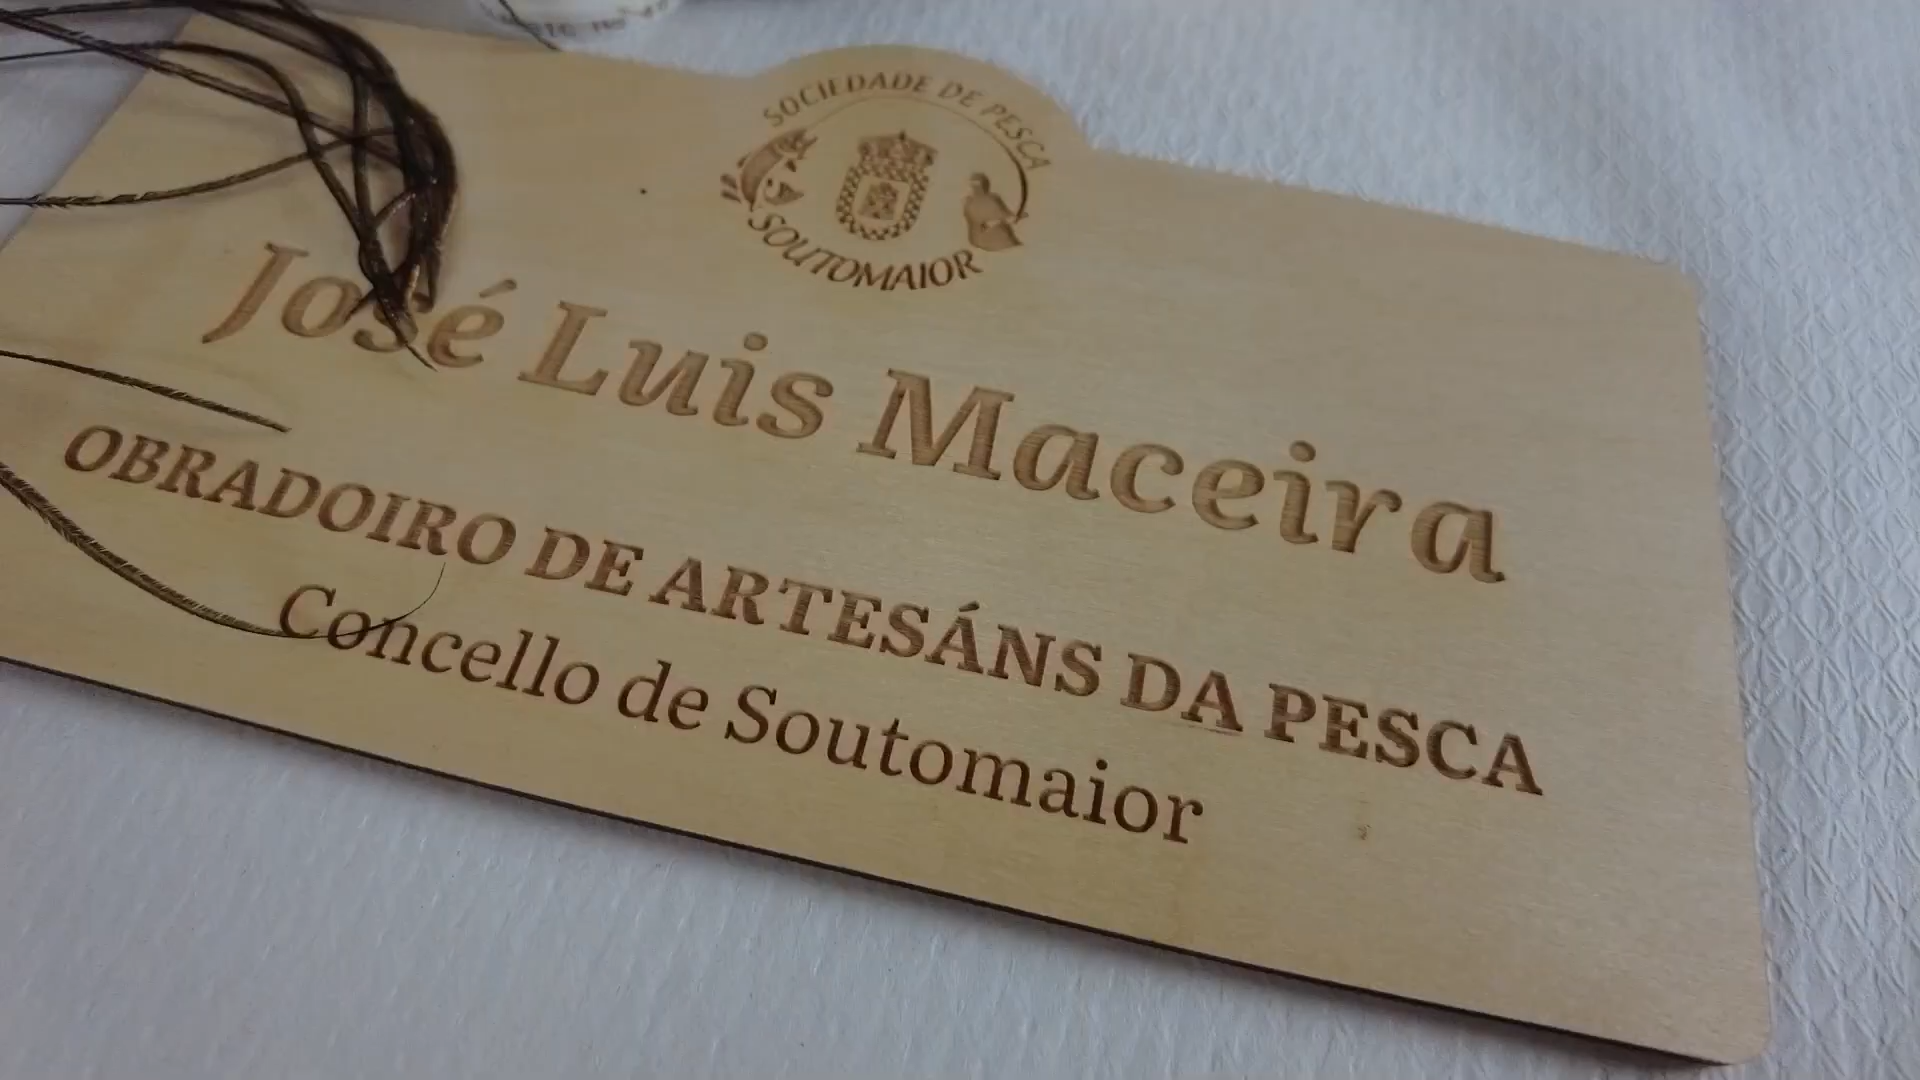 SOCIEDADE DE PESCA
SOUTOMAIOR
José Luis Maceira
OBRADOIRO DE ARTESÁNS DA PESCA
Concello de Soutomaior